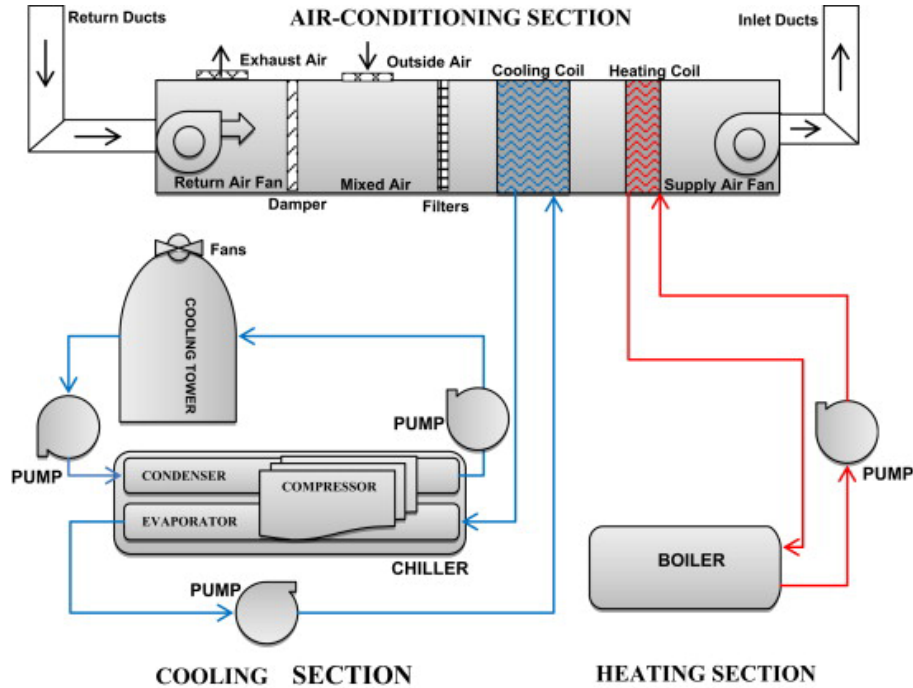 AIR-CONDITIONING SECTION
Return Ducts
Inlet Ducts
Exhaust Air
Outside Air
Cooling Coil
Heating Coil
Return Air Fan
Mixed Air
Supply Air Fan
Damper
Filters
Fans
COOLING TOWER
PUMP
PUMP
PUMP
CONDENSER
COMPRESSOR
EVAPORATOR
CHILLER
PUMP
BOILER
COOLING SECTION
HEATING SECTION